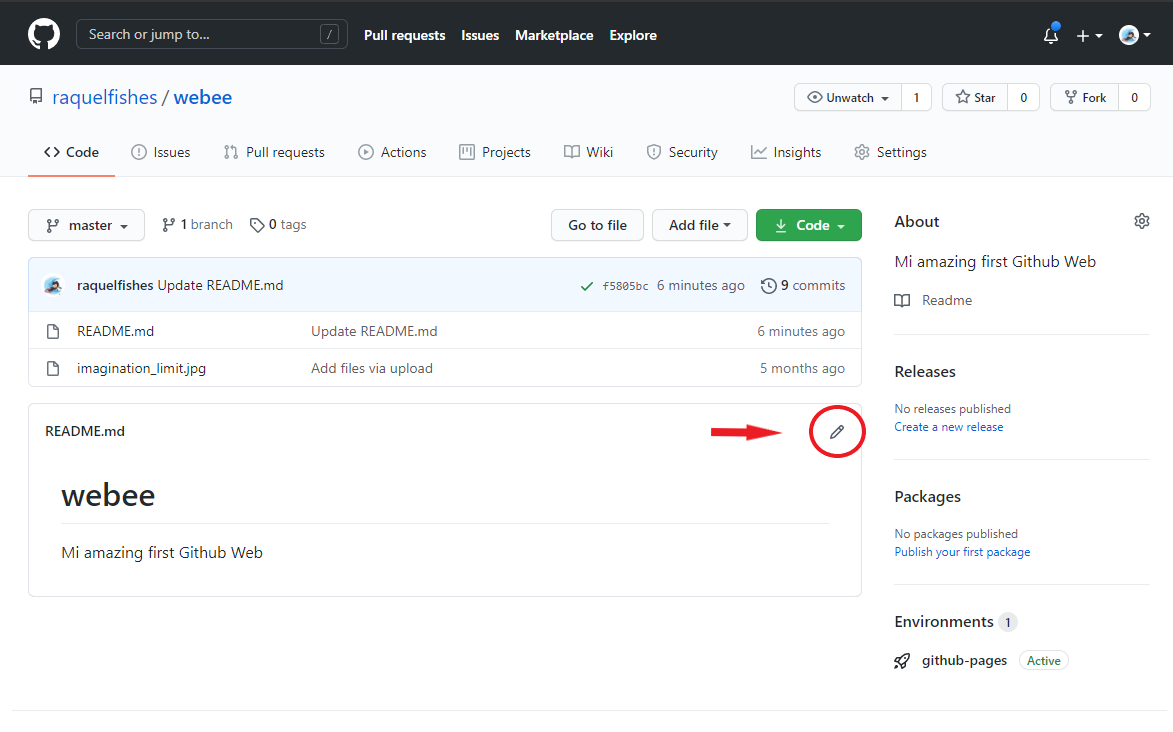 Search or jump to... / Pull requests Issues Marketplace Explore
raquelfishes / webee Unwatch 1 Star 0 Fork 0
Code Issues Pull requests Actions Projects Wiki Security Insights Settings
master 1 branch 0 tags Go to file Add file Code
raquelfishes Update README.md f5805bc 6 minutes ago 9 commits
README.md Update README.md 6 minutes ago
imagination_limit.jpg Add files via upload 5 months ago
README.md
webee
Mi amazing first Github Web
About
Mi amazing first Github Web
Readme
Releases
No releases published
Create a new release
Packages
No packages published
Publish your first package
Environments 1
github-pages Active